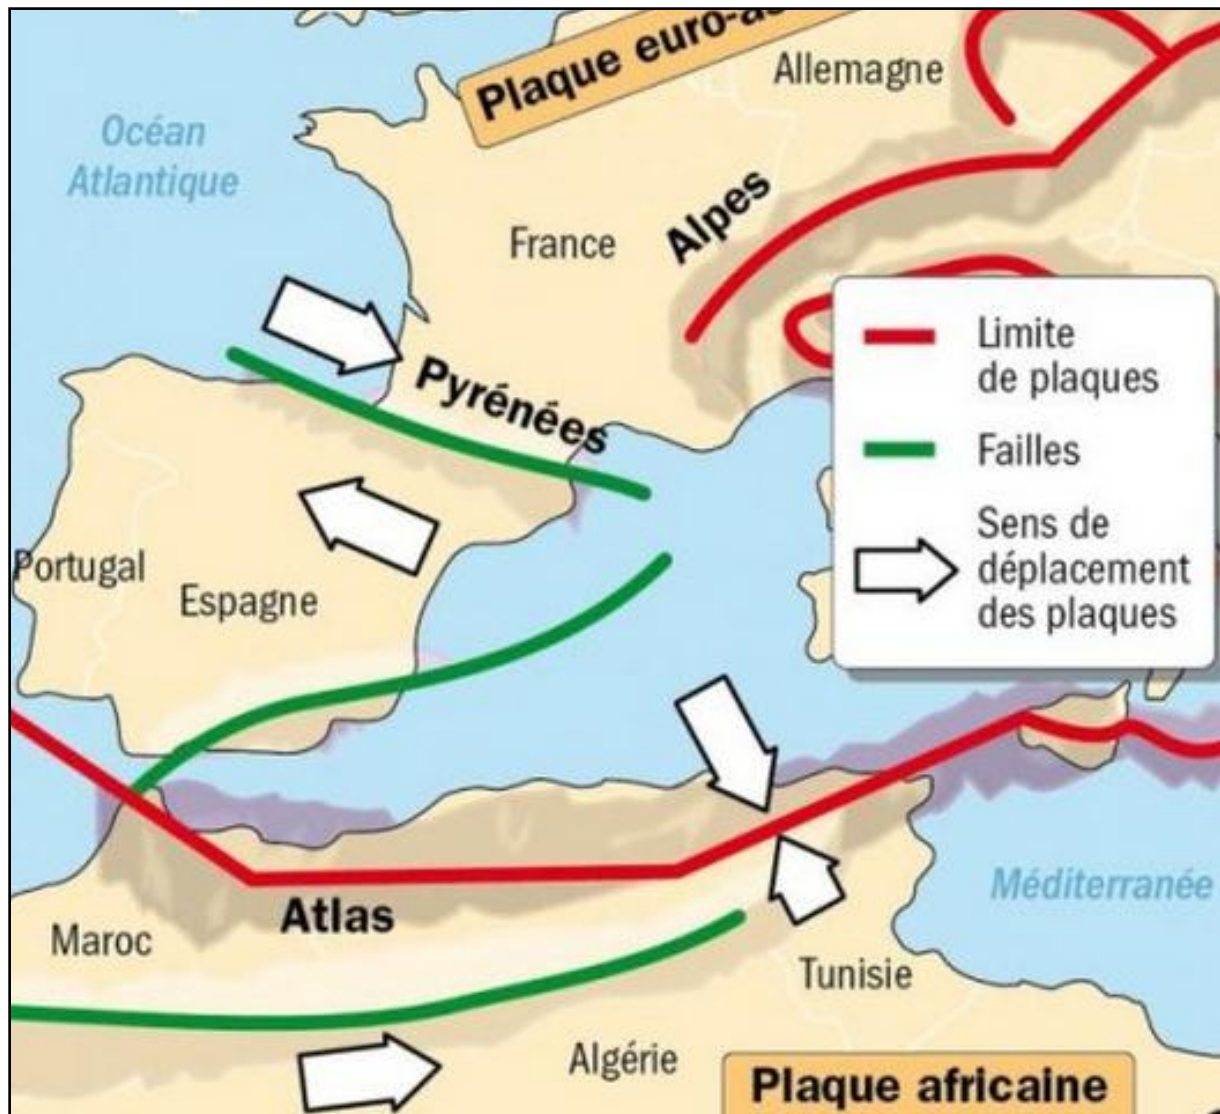 Plaque euro-as
Allemagne
Océan
Atlantique
Alpes
France
Limite
de plaques
Pyrénées
Failles
Sens de
déplacement
des plaques
Portugal
Espagne
Méditerranée
Atlas
Maroc
Tunisie
Algérie
Plaque africaine